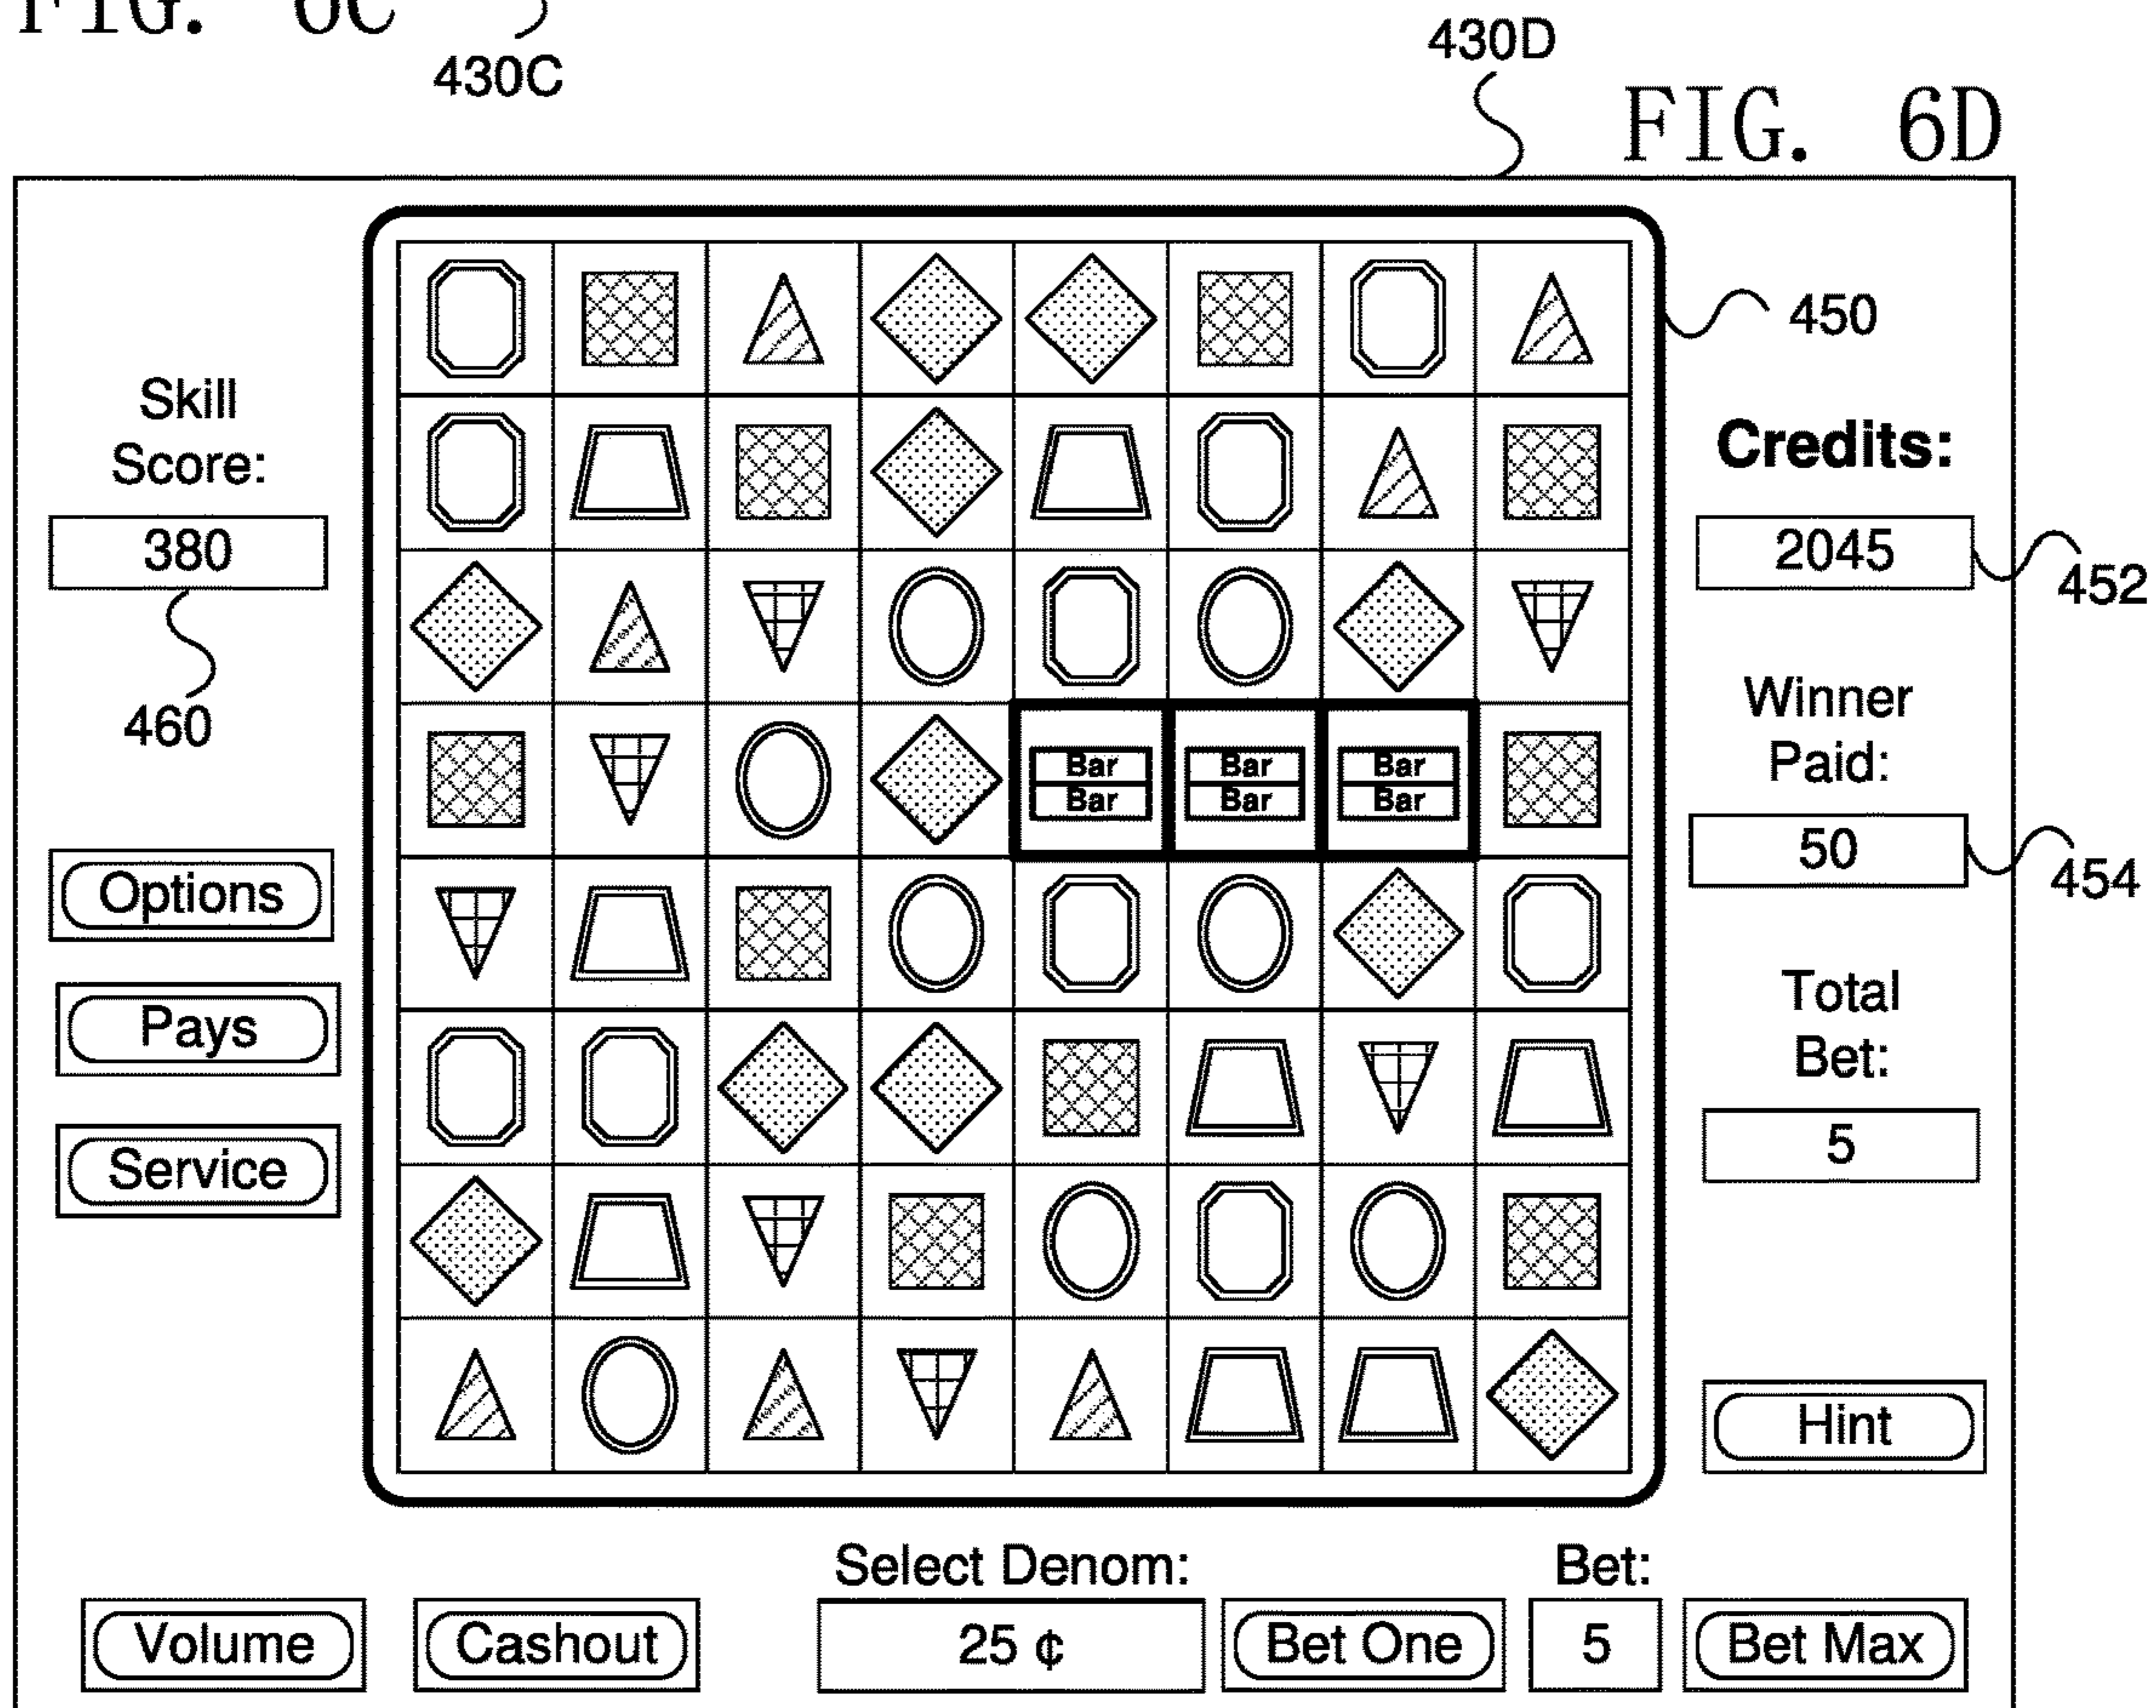 FIG. 6C
430C
430D
FIG. 6D
450
Skill
Score:
380
460
Credits:
2045
452
Winner
Paid:
50
454
Bar Bar Bar
Bar Bar Bar
Options
Pays
Service
Total
Bet:
5
Hint
Select Denom:
Bet:
Volume
Cashout
25 ¢
Bet One
5
Bet Max